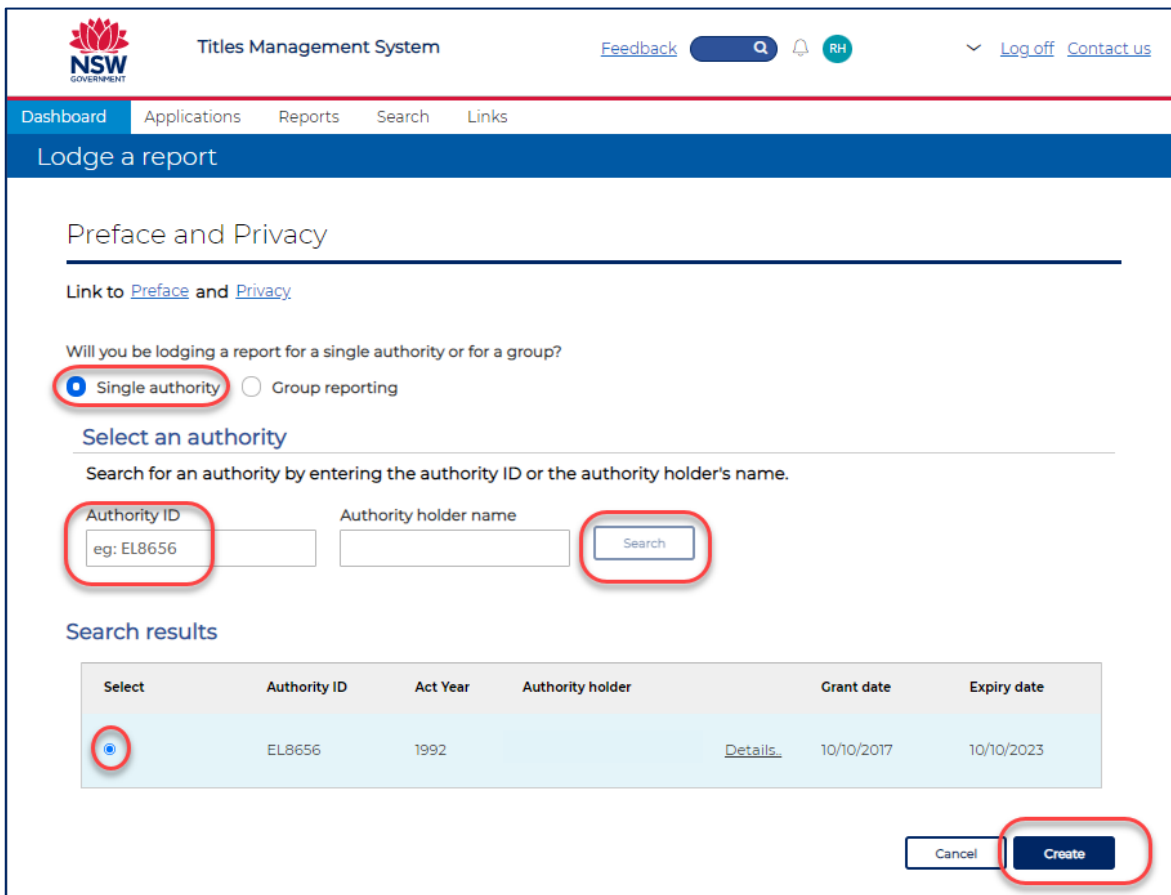 NSW
GOVERNMENT
Titles Management System
Feedback
RH
Log off Contact us
Dashboard Applications Reports Search Links
Lodge a report
Preface and Privacy
Link to Preface and Privacy
Will you be lodging a report for a single authority or for a group?
Single authority Group reporting
Select an authority
Search for an authority by entering the authority ID or the authority holder's name.
Authority ID Authority holder name
eg: EL8656 Search
Search results
Select Authority ID Act Year Authority holder Grant date Expiry date
EL8656 1992 Details.. 10/10/2017 10/10/2023
Cancel Create